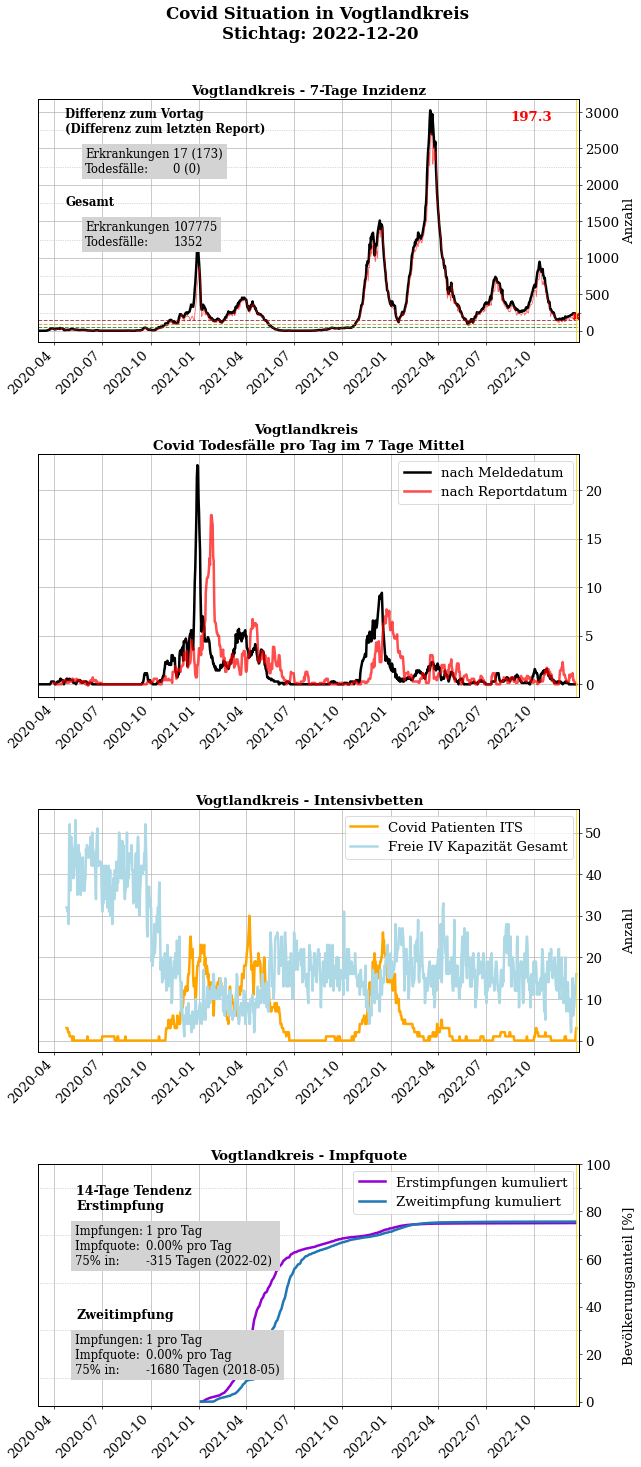 Covid Situation in Vogtlandkreis
Stichtag: 2022-12-20
Vogtlandkreis - 7-Tage Inzidenz
Differenz zum Vortag
(Differenz zum letzten Report)
Erkrankungen 17 (173)
Todesfälle: 0 (0)
Gesamt
Erkrankungen 107775
Todesfälle: 1352
197.3
3000
2500
2000
1500
1000
500
0
Anzahl
2020-04 2020-07 2020-10 2021-01 2021-04 2021-07 2021-10 2022-01 2022-04 2022-07 2022-10
Vogtlandkreis
Covid Todesfälle pro Tag im 7 Tage Mittel
nach Meldedatum
nach Reportdatum
20
15
10
5
0
2020-04 2020-07 2020-10 2021-01 2021-04 2021-07 2021-10 2022-01 2022-04 2022-07 2022-10
Vogtlandkreis - Intensivbetten
Covid Patienten ITS
Freie IV Kapazität Gesamt
50
40
30
20
10
0
Anzahl
2020-04 2020-07 2020-10 2021-01 2021-04 2021-07 2021-10 2022-01 2022-04 2022-07 2022-10
Vogtlandkreis - Impfquote
14-Tage Tendenz
Erstimpfung
Impfungen: 1 pro Tag
Impfquote: 0.00% pro Tag
75% in: -315 Tagen (2022-02)
Zweitimpfung
Impfungen: 1 pro Tag
Impfquote: 0.00% pro Tag
75% in: -1680 Tagen (2018-05)
Erstimpfungen kumuliert
Zweitimpfung kumuliert
100
80
60
40
20
0
Bevölkerungsanteil [%]
2020-04 2020-07 2020-10 2021-01 2021-04 2021-07 2021-10 2022-01 2022-04 2022-07 2022-10